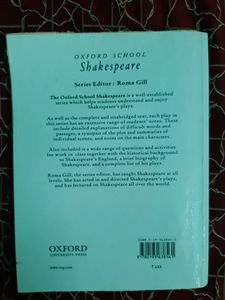 OXFORD SCHOOL
Shakespeare
Series Editor: Roma Gill
The Oxford School Shakespeare is a well-established
series which helps students understand and enjoy
Shakespeare's plays.
As well as the complete and unabridged text, each play in
this series has an extensive range of students' notes. These
include detailed explanations of difficult words and
passages, a synopsis of the plot and summaries of
individual scenes, and notes on the main characters.
Also included is a wide range of questions and activities
for work in class together with the historical background
to Shakespeare's England, a brief biography of
Shakespeare, and a complete list of his plays.
Roma Gill, the series editor, has taught Shakespeare at all
levels. She has acted in and directed Shakespeare's plays,
and has lectured on Shakespeare all over the world.
OXFORD
UNIVERSITY PRESS
www.oup.com